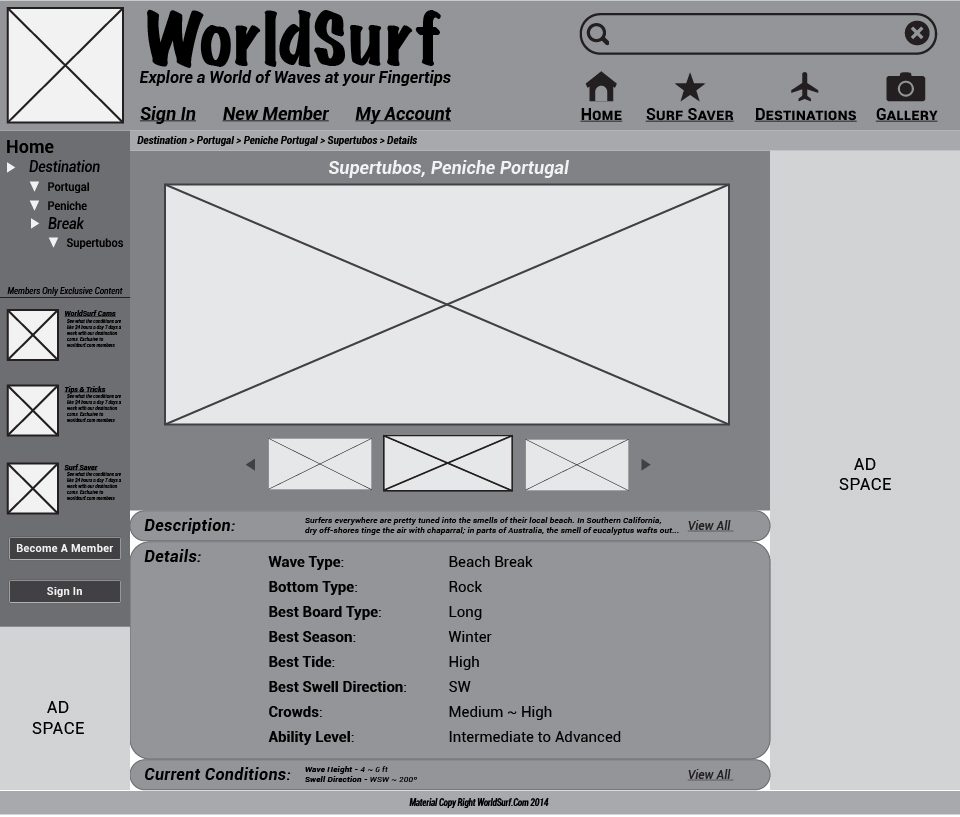 WorldSurf
Explore a World of Waves at your Fingertips
Sign In New Member My Account
Home Surf Saver Destinations Gallery
Destination > Portugal > Peniche Portugal > Supertubos > Details
Home
Destination
Portugal
Peniche
Break
Supertubos
Members Only Exclusive Content
WorldSurf Cams
See what the conditions are
like 24 hours a day 7 days a
week with our destination
cams. Exclusive to
worldsurf.com members
Tips & Tricks
See what the conditions are
like 24 hours a day 7 days a
week with our destination
cams. Exclusive to
worldsurf.com members
Surf Saver
See what the conditions are
like 24 hours a day 7 days a
week with our destination
cams. Exclusive to
worldsurf.com members
Become A Member
Sign In
AD
SPACE
Supertubos, Peniche Portugal
Description:
Surfers everywhere are pretty tuned into the smells of their local beach. In Southern California,
dry off-shores tinge the air with chaparral; in parts of Australia, the smell of eucalyptus wafts out...
View All
Details:
Wave Type: Beach Break
Bottom Type: Rock
Best Board Type: Long
Best Season: Winter
Best Tide: High
Best Swell Direction: SW
Crowds: Medium ~ High
Ability Level: Intermediate to Advanced
Current Conditions:
Wave Height - 4 ~ 6 ft
Swell Direction - WSW ~ 200°
View All
AD
SPACE
Material Copy Right WorldSurf.Com 2014